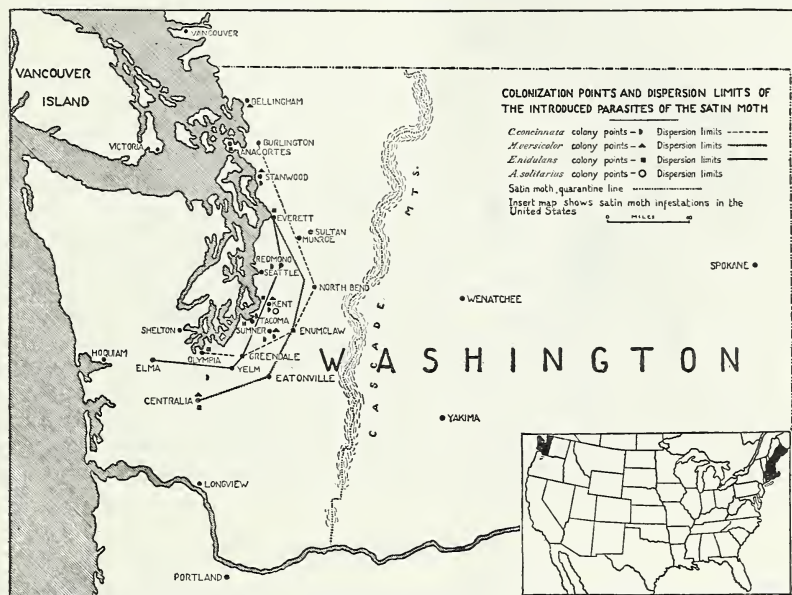 VANCOUVER
VANCOUVER
ISLAND
VICTORIA
BELLINGHAM
BURLINGTON
ANACORTES
STANWOOD
EVERETT
SULTAN
MUNROE
REDMOND
SEATTLE
NORTH BEND
KENT
TACOMA
SHELTON
SUMNER
ENUMCLAW
HOQUIAM
OLYMPIA
GREENDALE
ELMA
YELM
EATONVILLE
CENTRALIA
LONGVIEW
PORTLAND
CASCADE MTS.
WASHINGTON
WENATCHEE
SPOKANE
YAKIMA
COLONIZATION POINTS AND DISPERSION LIMITS OF
THE INTRODUCED PARASITES OF THE SATIN MOTH
C.concinnata colony points - Dispersion limits
M.versicolor colony points - Dispersion limits
E.nidulans colony points - Dispersion limits
A.solitarius colony points - Dispersion limits
Satin moth quarantine line
Insert map shows satin moth infestations in the
United States
0 MILES